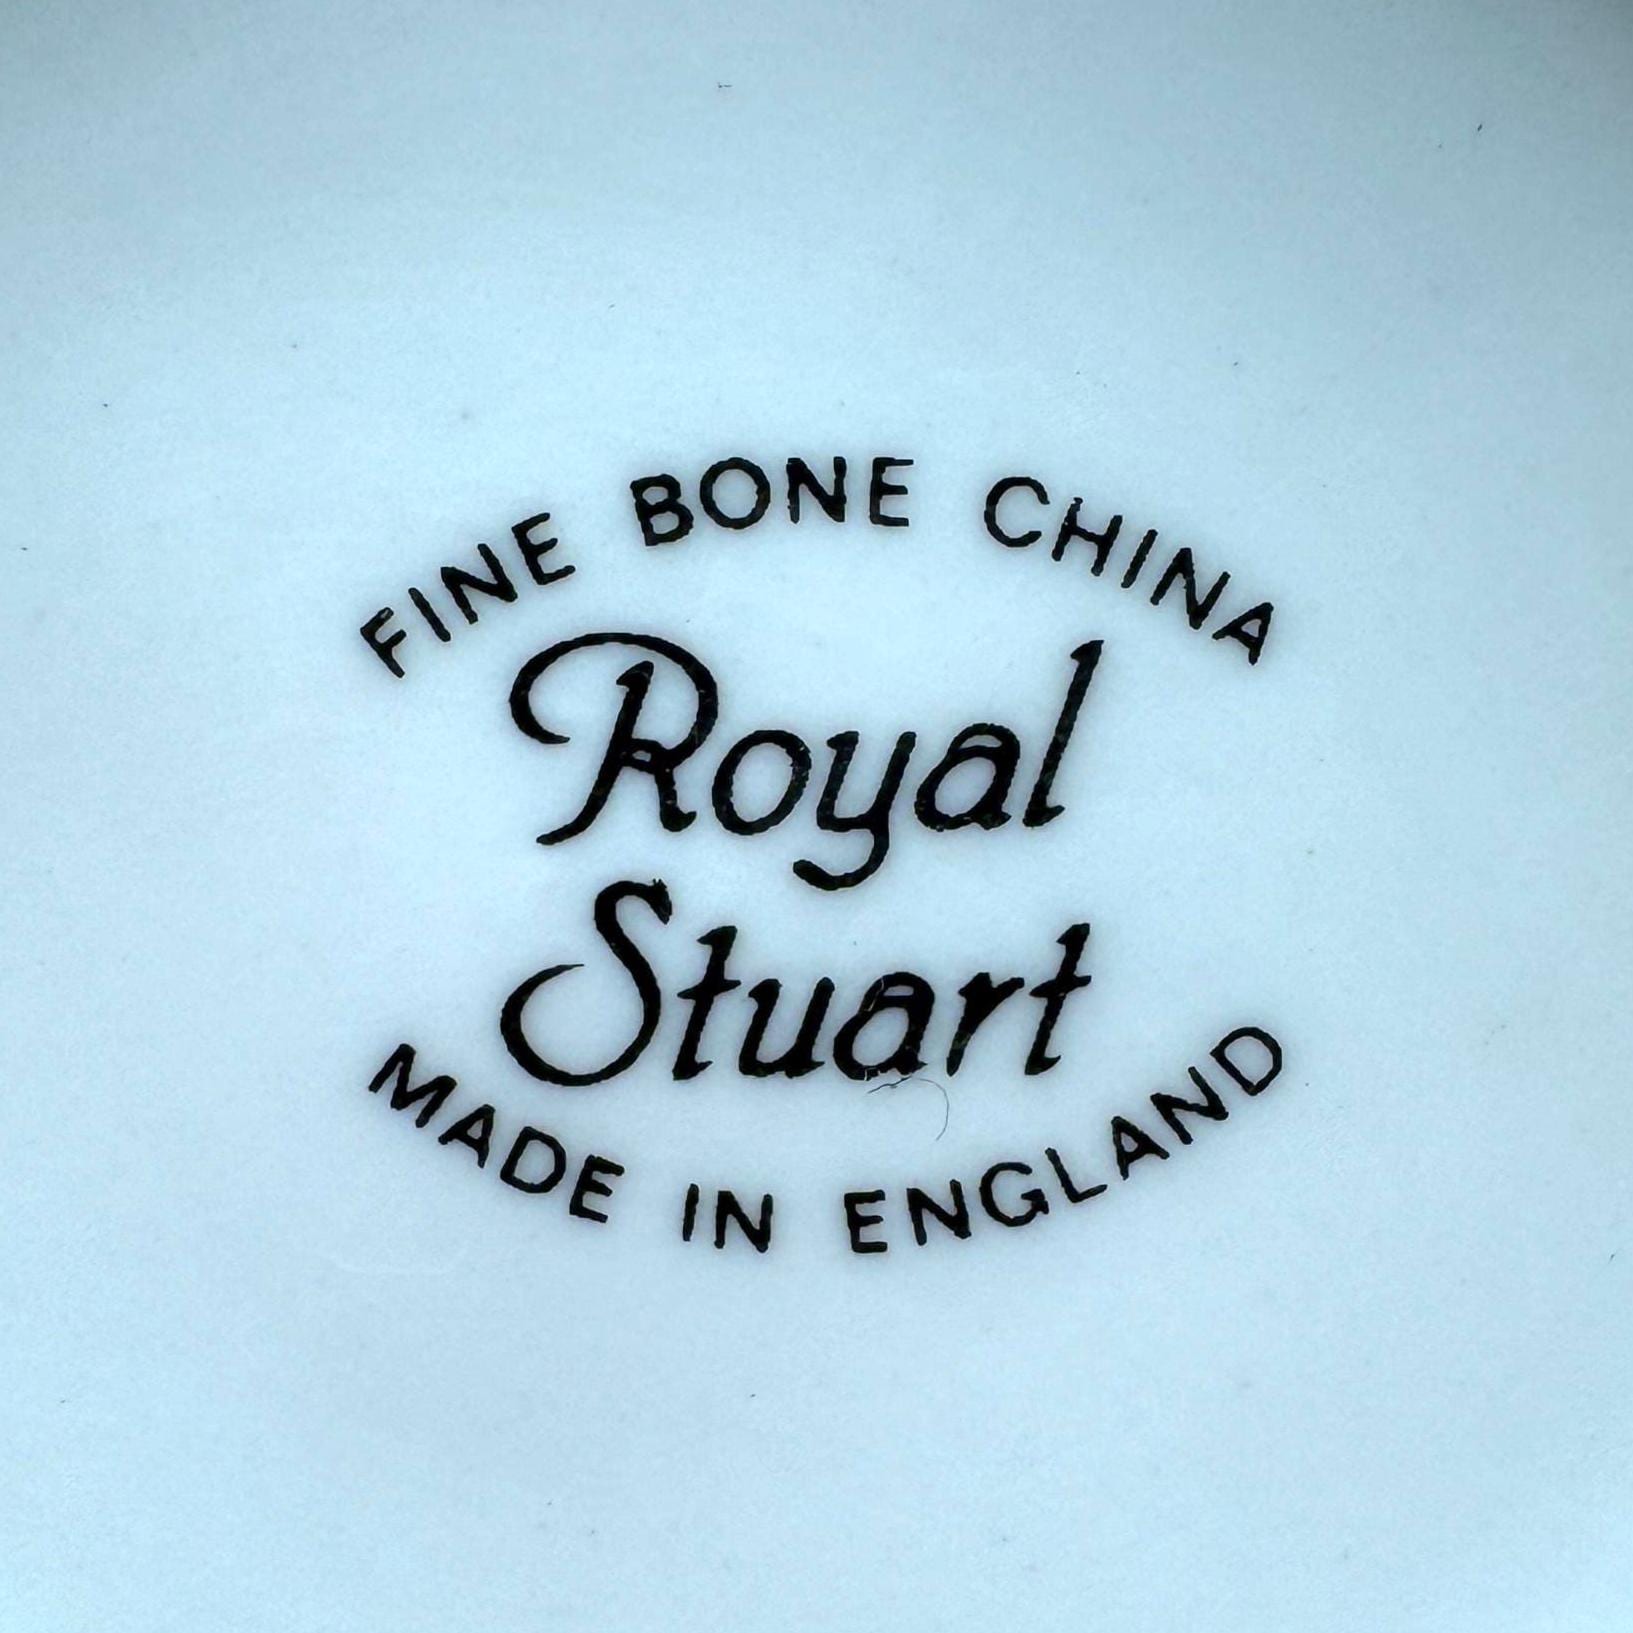 FINE BONE CHINA
Royal
Stuart
MADE IN ENGLAND